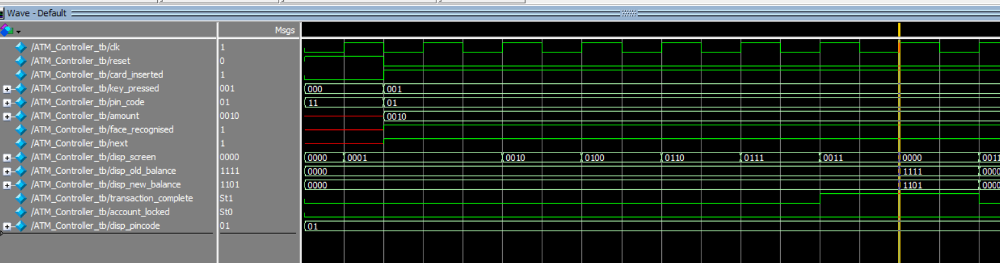 Wave - Default
Msgs
/ATM_Controller_tb/clk 1
/ATM_Controller_tb/reset 0
/ATM_Controller_tb/card_inserted 1
/ATM_Controller_tb/key_pressed 001 000 001
/ATM_Controller_tb/pin_code 01 11 01
/ATM_Controller_tb/amount 0010 0010
/ATM_Controller_tb/face_recognised 1
/ATM_Controller_tb/next 1
/ATM_Controller_tb/disp_screen 0000 0000 0001 0010 0100 0110 0111 0011 0000 0011
/ATM_Controller_tb/disp_old_balance 1111 0000 1111 0000
/ATM_Controller_tb/disp_new_balance 1101 0000 1101 0000
/ATM_Controller_tb/transaction_complete St1
/ATM_Controller_tb/account_locked St0
/ATM_Controller_tb/disp_pincode 01 01